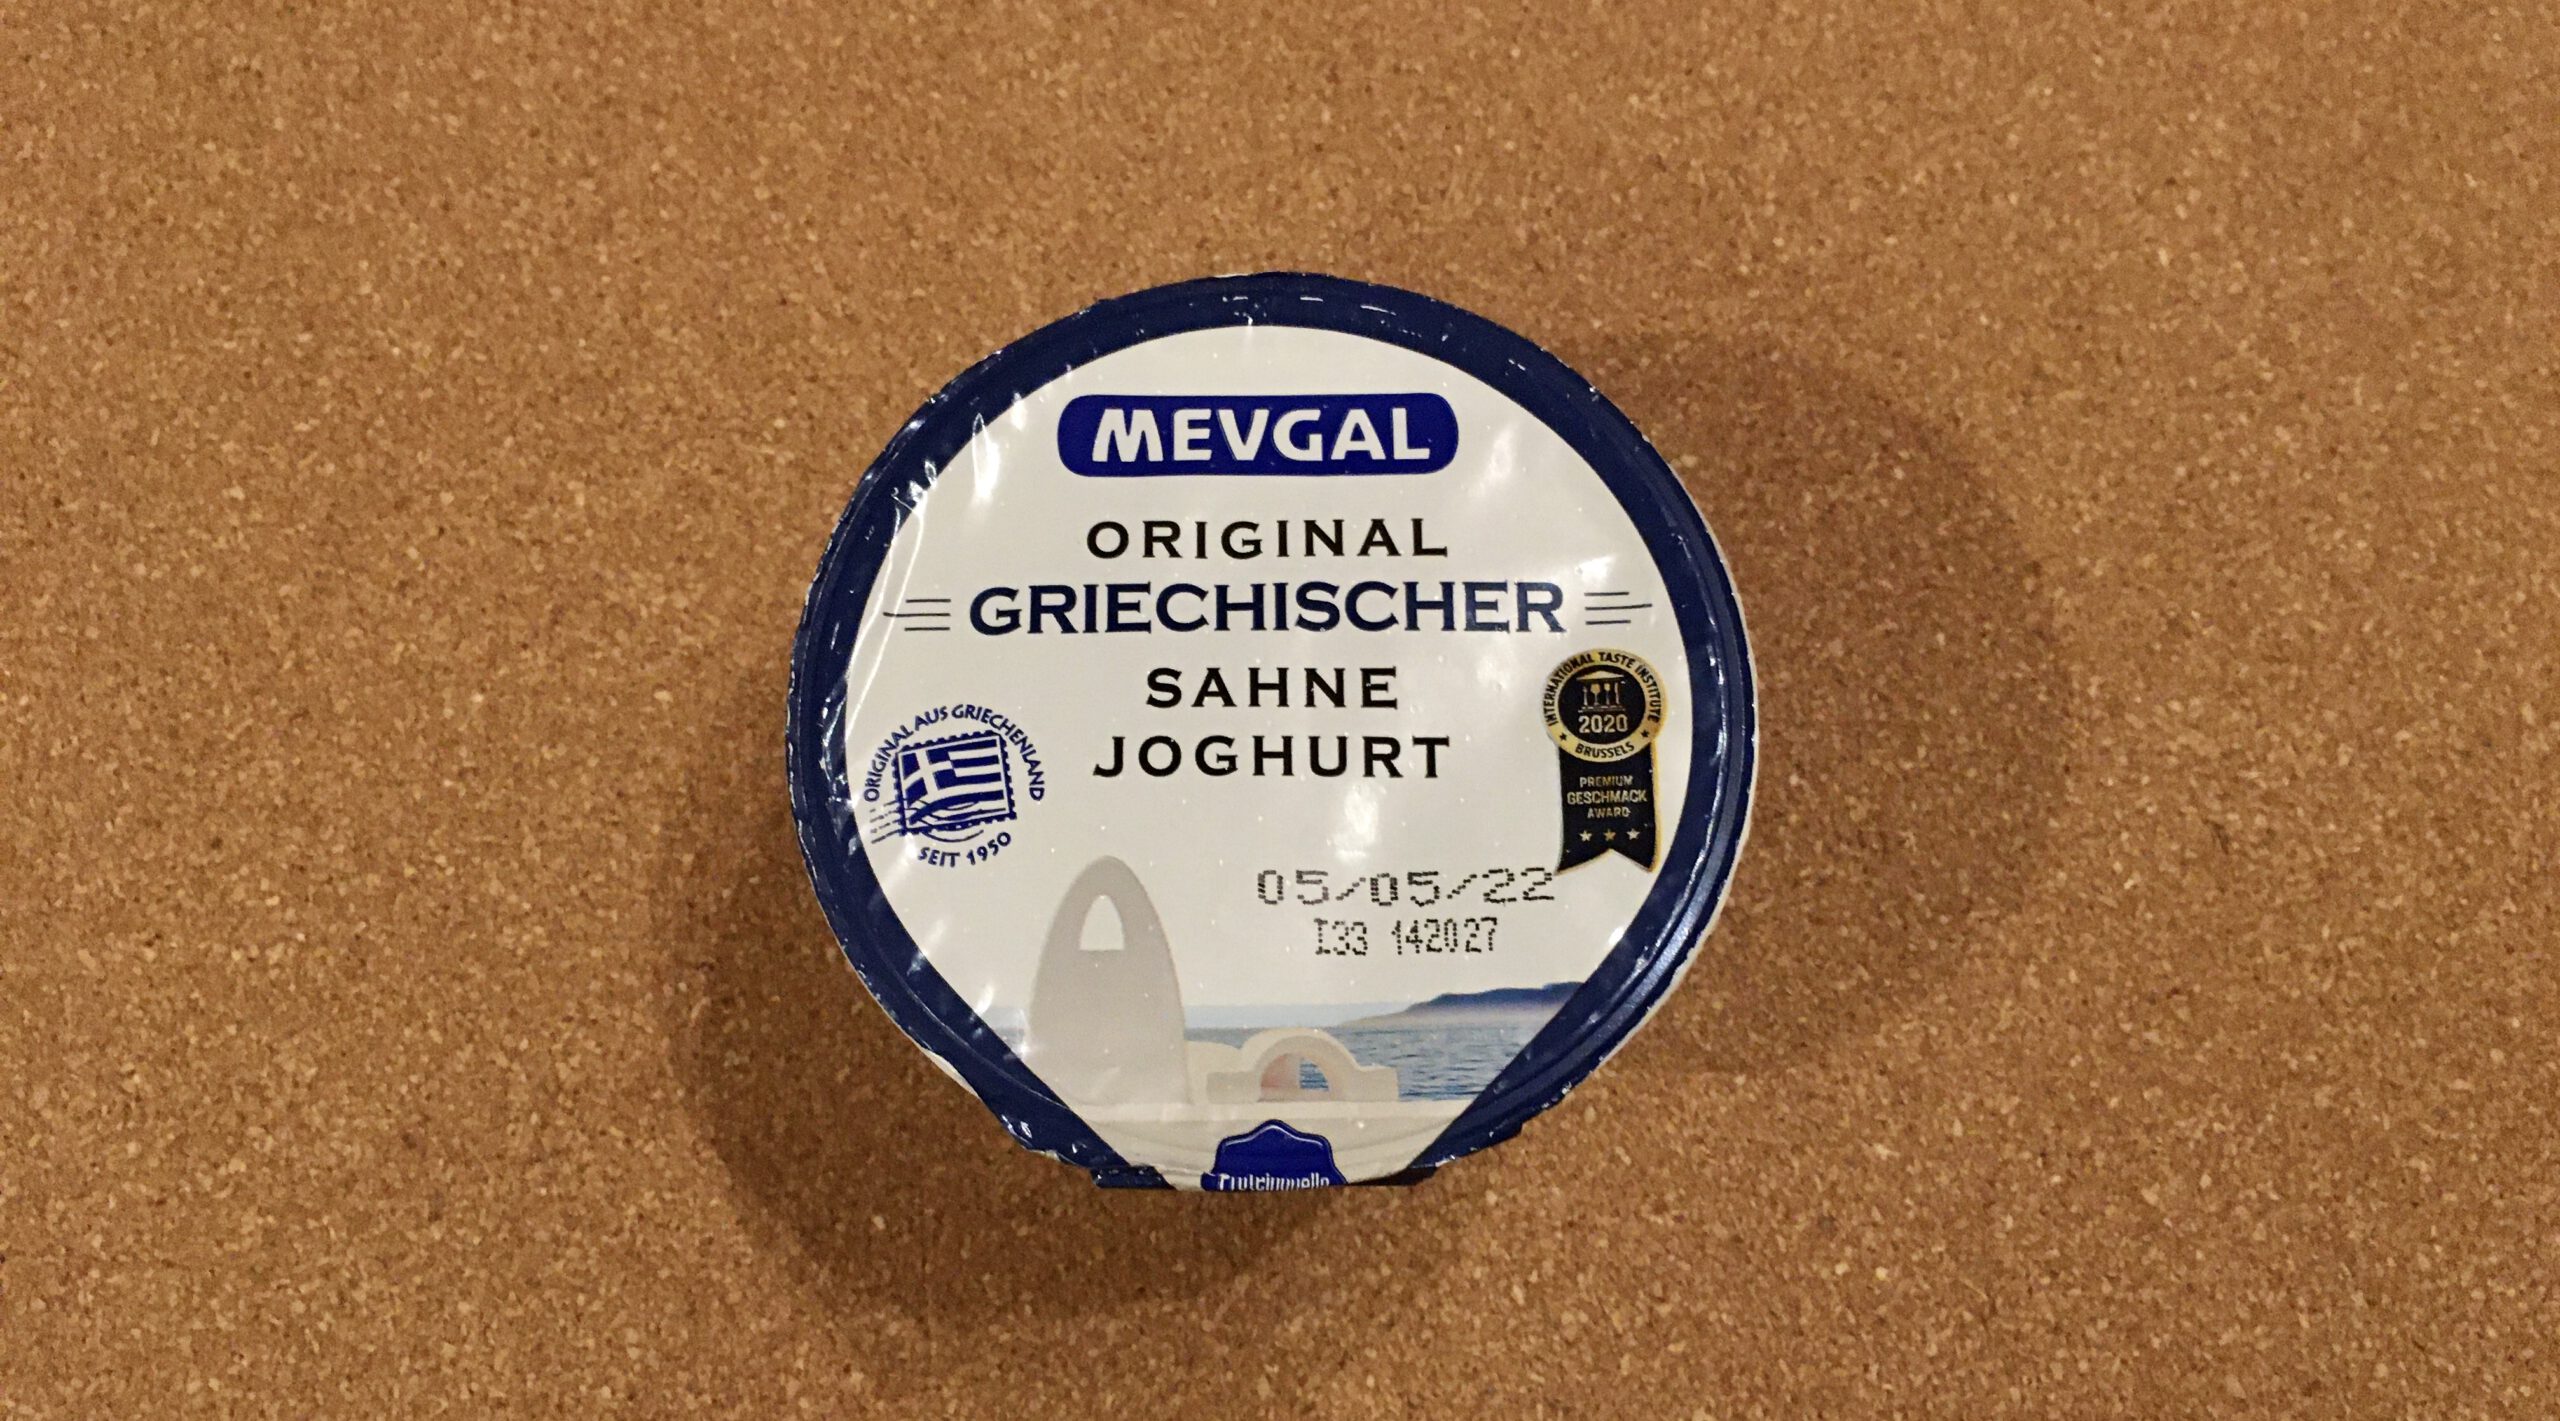 MEVGAL
ORIGINAL
GRIECHISCHER
SAHNE
JOGHURT
ORIGINAL AUS GRIECHENLAND
SEIT 1950
INTERNATIONAL TASTE INSTITUTE
2020
BRUSSELS
PREMIUM
GESCHMACK
AWARD
05/05/22
I33 142027
Proteinquelle